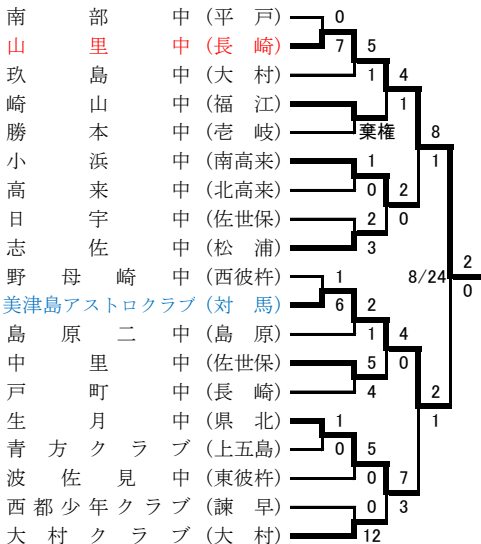 南部中(平戸) 0
山里中(長崎) 7 5
玖島中(大村) 1 4
崎山中(福江) 1
勝本中(壱岐) 棄権 8
小浜中(南高来) 1 1
高来中(北高来) 0 2
日宇中(佐世保) 2 0
志佐中(松浦) 3 2
野母崎中(西彼杵) 1 8/24 0
美津島アストロクラブ(対馬) 6 2
島原二中(島原) 1 4
中里中(佐世保) 5 0
戸町中(長崎) 4 2
生月中(県北) 1 1
青方クラブ(上五島) 0 5
波佐見中(東彼杵) 0 7
西都少年クラブ(諫早) 0 3
大村クラブ(大村) 12